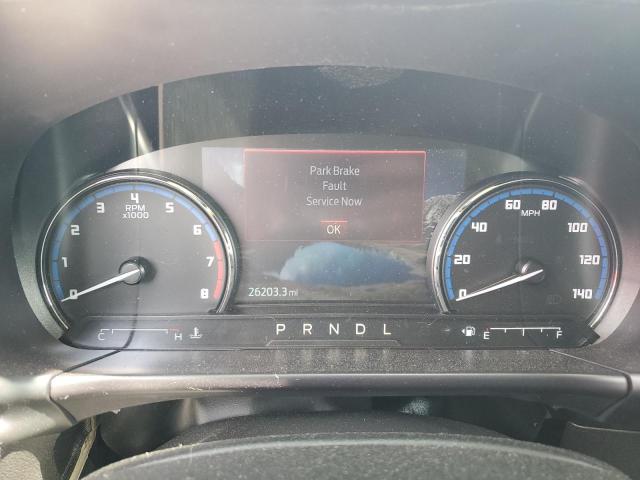 Park Brake
Fault
Service Now
OK
0 1 2 3 4 5 6 7 8
RPM
x1000
0 20 40 60 80 100 120 140
MPH
26203.3 mi
C H
P R N D L
E F